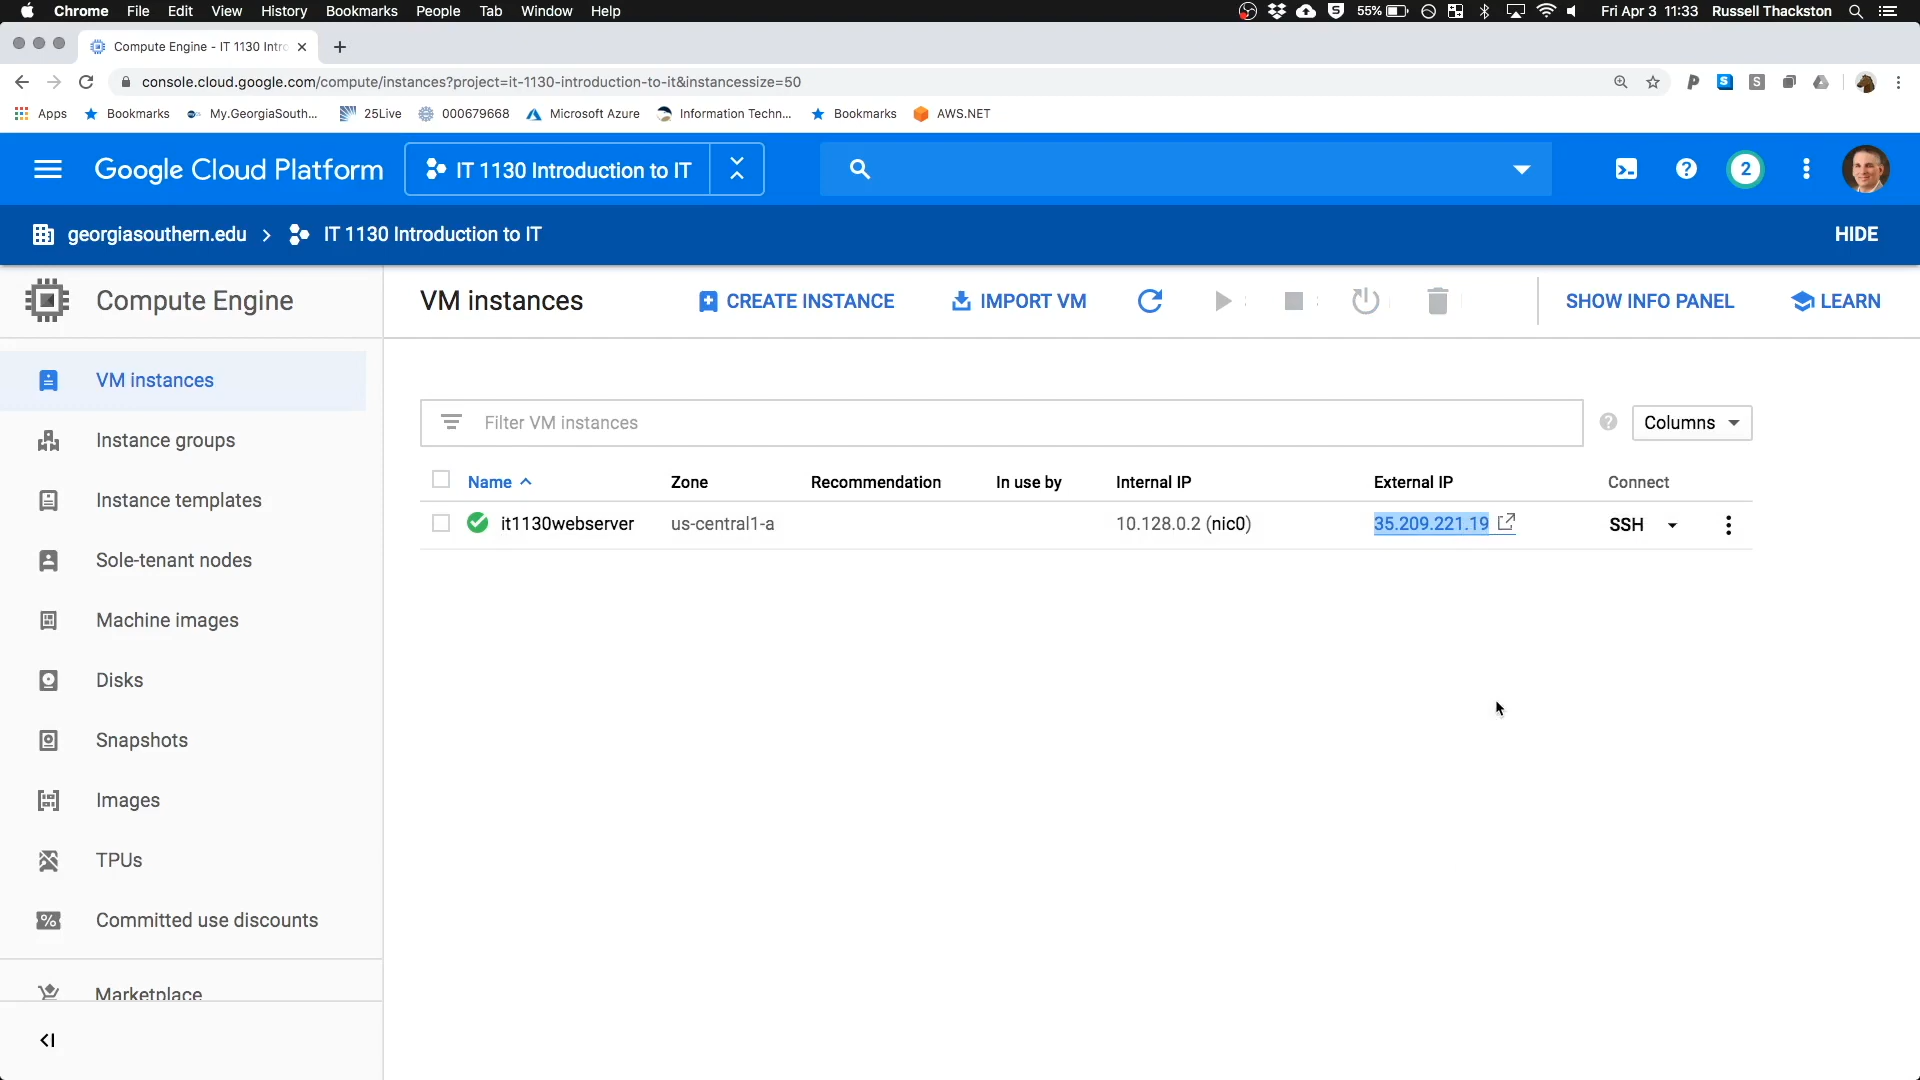 Chrome File Edit View History Bookmarks People Tab Window Help 55% Fri Apr 3 11:33 Russell Thackston
Compute Engine - IT 1130 Intro
console.cloud.google.com/compute/instances?project=it-1130-introduction-to-it&instancessize=50
Apps Bookmarks My.GeorgiaSouth... 25Live 000679668 Microsoft Azure Information Techn... Bookmarks AWS.NET
Google Cloud Platform IT 1130 Introduction to IT 2
georgiasouthern.edu > IT 1130 Introduction to IT HIDE
Compute Engine
VM instances CREATE INSTANCE IMPORT VM SHOW INFO PANEL LEARN
VM instances
Instance groups
Instance templates
Sole-tenant nodes
Machine images
Disks
Snapshots
Images
TPUs
Committed use discounts
Marketplace
Filter VM instances Columns
Name Zone Recommendation In use by Internal IP External IP Connect
it1130webserver us-central1-a 10.128.0.2 (nic0) 35.209.221.19 SSH